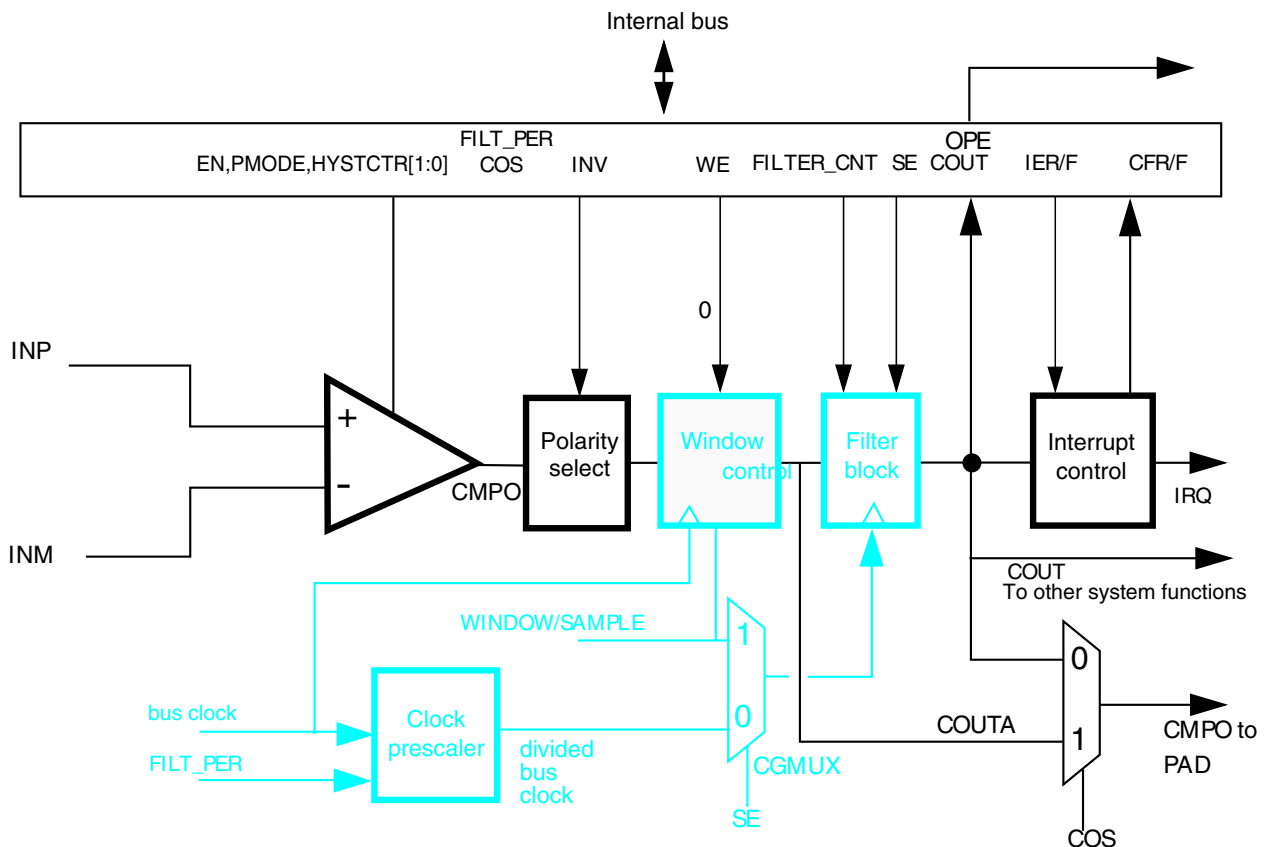 Internal bus
FILT_PER
OPE
EN,PMODE,HYSTCTR[1:0]
COS
INV
WE
FILTER_CNT
SE
COUT
IER/F
CFR/F
0
INP
+
-
INM
CMPO
Polarity
select
Window
control
Filter
block
Interrupt
control
IRQ
COUT
To other system functions
WINDOW/SAMPLE
1
0
bus clock
FILT_PER
Clock
prescaler
divided
bus
clock
CGMUX
SE
COUTA
0
1
CMPO to
PAD
COS